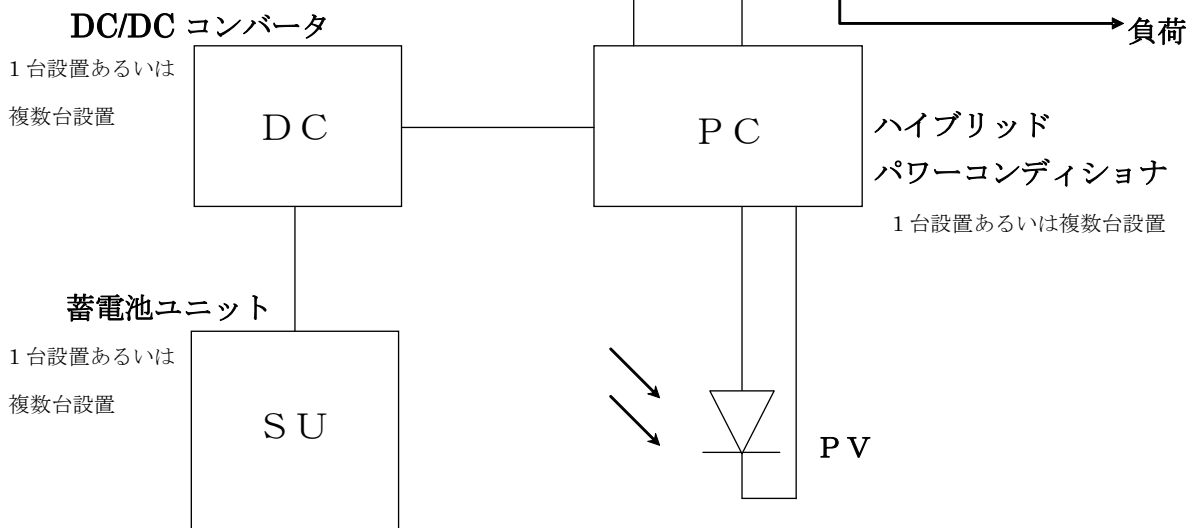 DC/DC コンバータ
負荷
1 台設置あるいは
複数台設置
ＤＣ
ＰＣ
ハイブリッド
パワーコンディショナ
1 台設置あるいは複数台設置
蓄電池ユニット
1 台設置あるいは
複数台設置
ＳＵ
ＰＶ